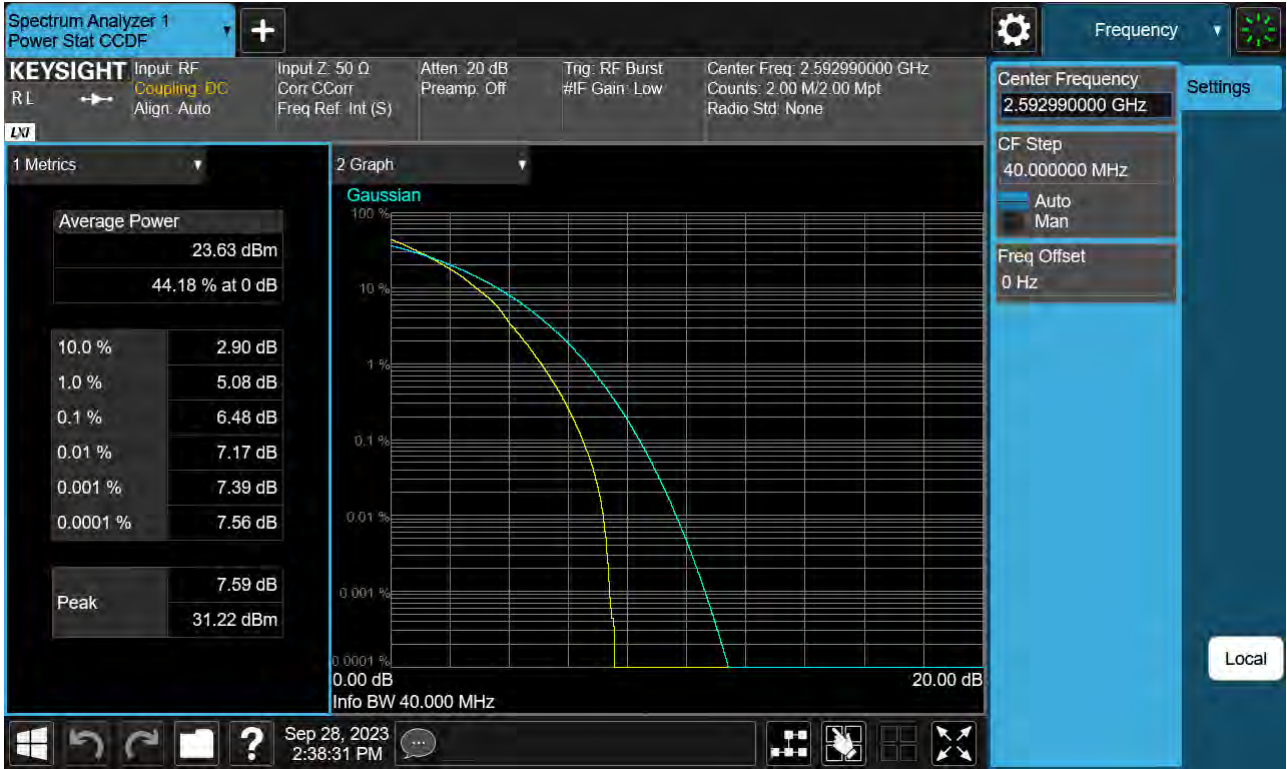 Spectrum Analyzer 1
Power Stat CCDF
+
Frequency
KEYSIGHT
R L
LXI
Input: RF
Coupling: DC
Align: Auto
Input Z: 50 Ω
Corr CCorr
Freq Ref: Int (S)
Atten: 20 dB
Preamp: Off
Trig: RF Burst
#IF Gain: Low
Center Freq: 2.592990000 GHz
Counts: 2.00 M/2.00 Mpt
Radio Std: None
Center Frequency
2.592990000 GHz
Settings
CF Step
40.000000 MHz
Auto
Man
Freq Offset
0 Hz
1 Metrics
Average Power
23.63 dBm
44.18 % at 0 dB
10.0 % 2.90 dB
1.0 % 5.08 dB
0.1 % 6.48 dB
0.01 % 7.17 dB
0.001 % 7.39 dB
0.0001 % 7.56 dB
Peak
7.59 dB
31.22 dBm
2 Graph
Gaussian
100 %
10 %
1 %
0.1 %
0.01 %
0.001 %
0.0001 %
0.00 dB 20.00 dB
Info BW 40.000 MHz
Local
?
Sep 28, 2023
2:38:31 PM